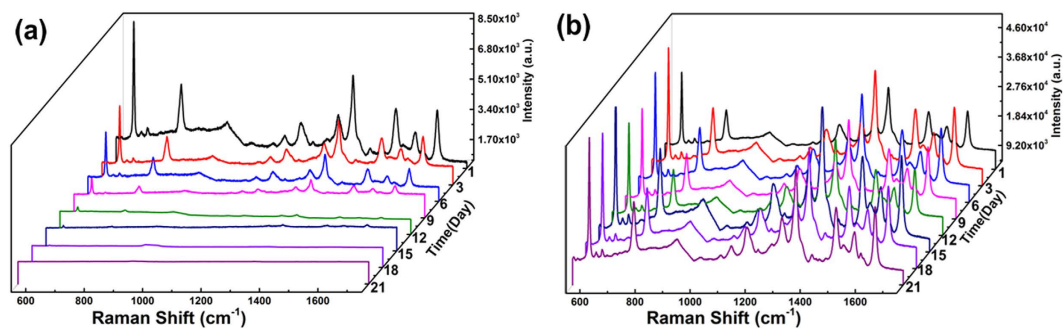 (a)
8.50x10³
6.80x10³
5.10x10³
3.40x10³
1.70x10³
Intensity (a.u.)
1
3
6
9
12
15
18
21
Time(Day)
600 800 1000 1200 1400 1600
Raman Shift (cm⁻¹)
(b)
4.60x10⁴
3.68x10⁴
2.76x10⁴
1.84x10⁴
9.20x10³
Intensity (a.u.)
1
3
6
9
12
15
18
21
Time(Day)
600 800 1000 1200 1400 1600
Raman Shift (cm⁻¹)